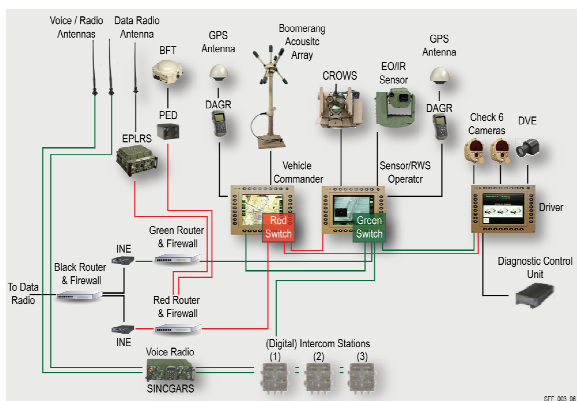 Voice / Radio
Antennas
Data Radio
Antenna
BFT
GPS
Antenna
Boomerang
Acousitc
Array
CROWS
EO/IR
Sensor
GPS
Antenna
PED
DAGR
DAGR
Check 6
Cameras
DVE
EPLRS
Vehicle
Commander
Sensor/RWS
Operator
Red
Switch
Green
Switch
Driver
Green Router
& Firewall
INE
Black Router
& Firewall
To Data
Radio
Red Router
& Firewall
INE
Diagnostic Control
Unit
Voice Radio
SINCGARS
(Digital) Intercom Stations
(1) (2) (3)